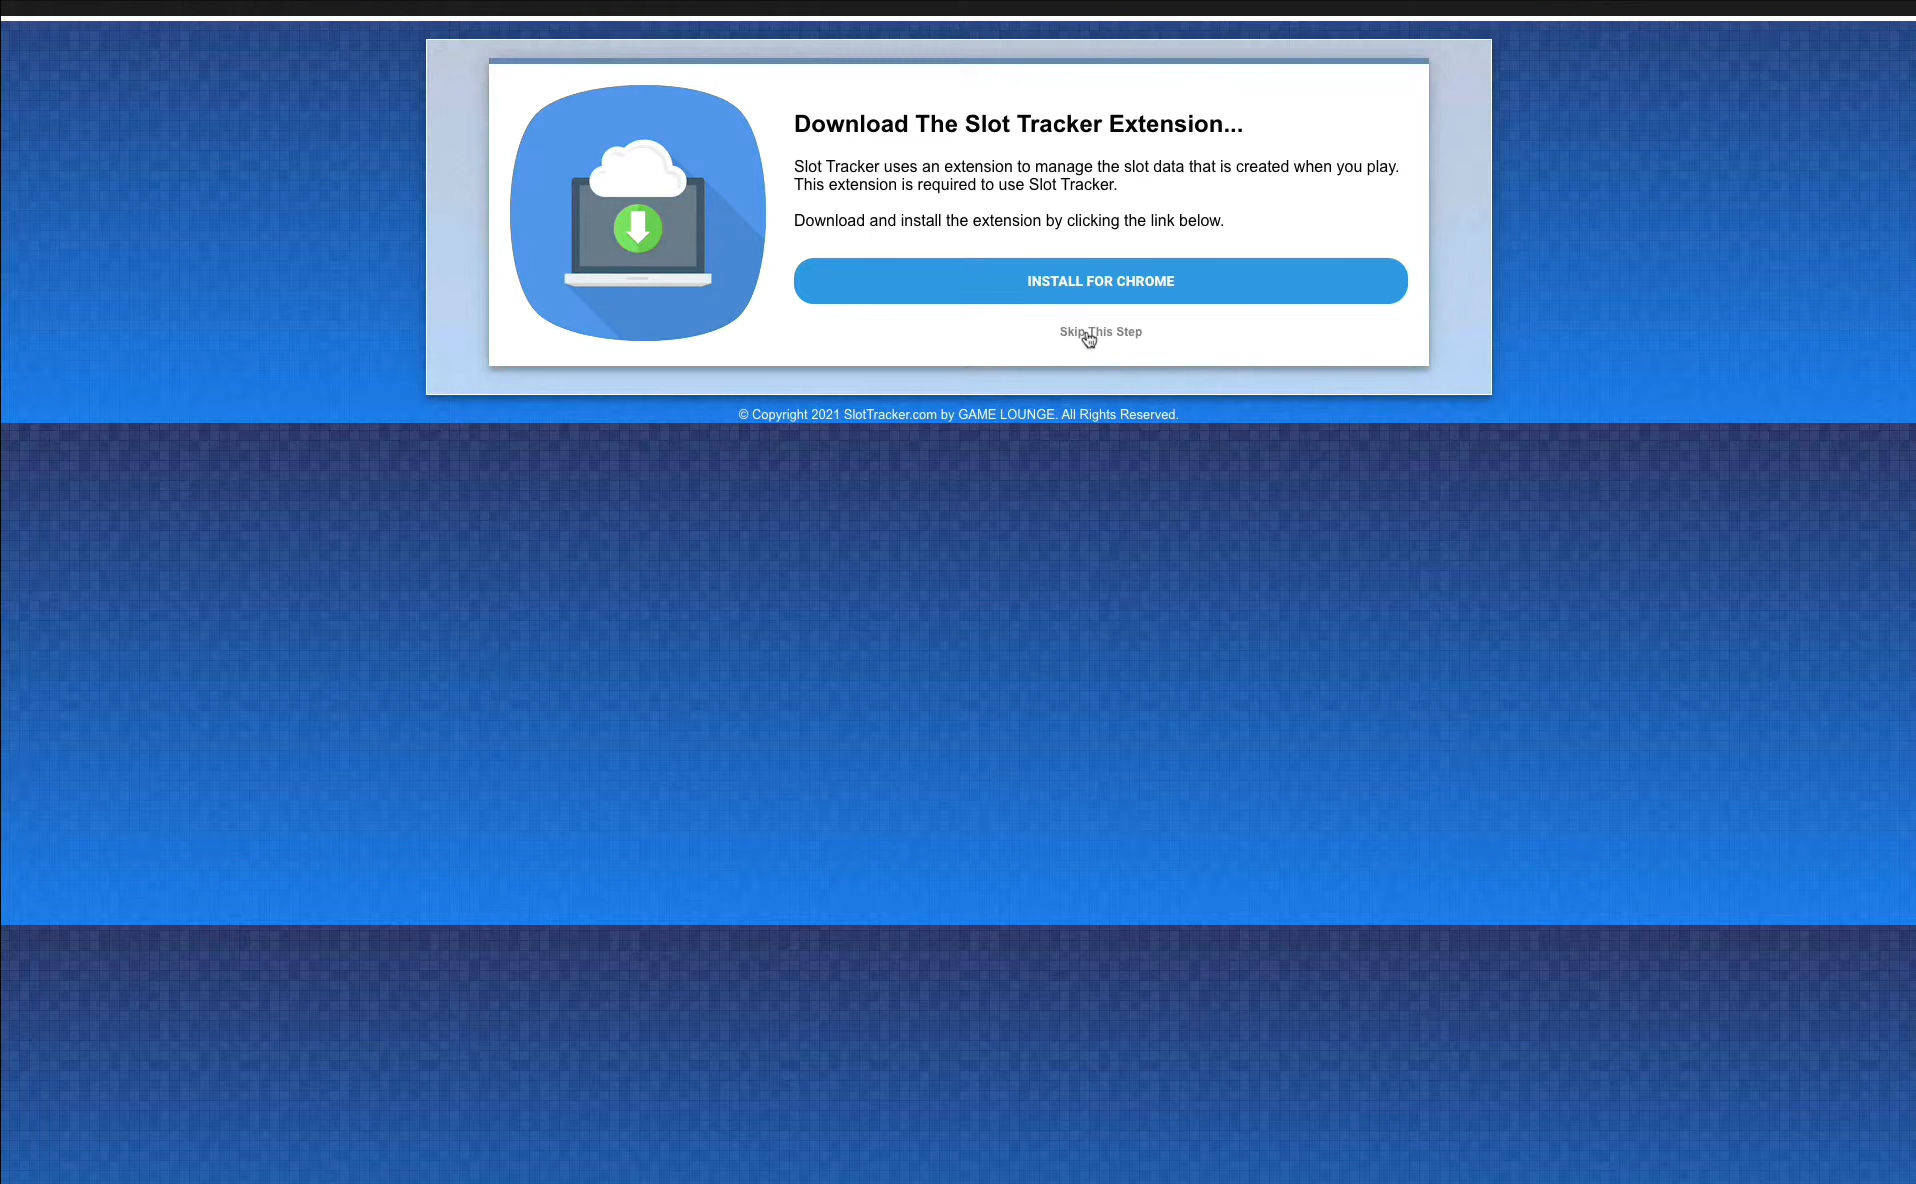 Download The Slot Tracker Extension...
Slot Tracker uses an extension to manage the slot data that is created when you play.
This extension is required to use Slot Tracker.
Download and install the extension by clicking the link below.
INSTALL FOR CHROME
Skip This Step
© Copyright 2021 SlotTracker.com by GAME LOUNGE. All Rights Reserved.